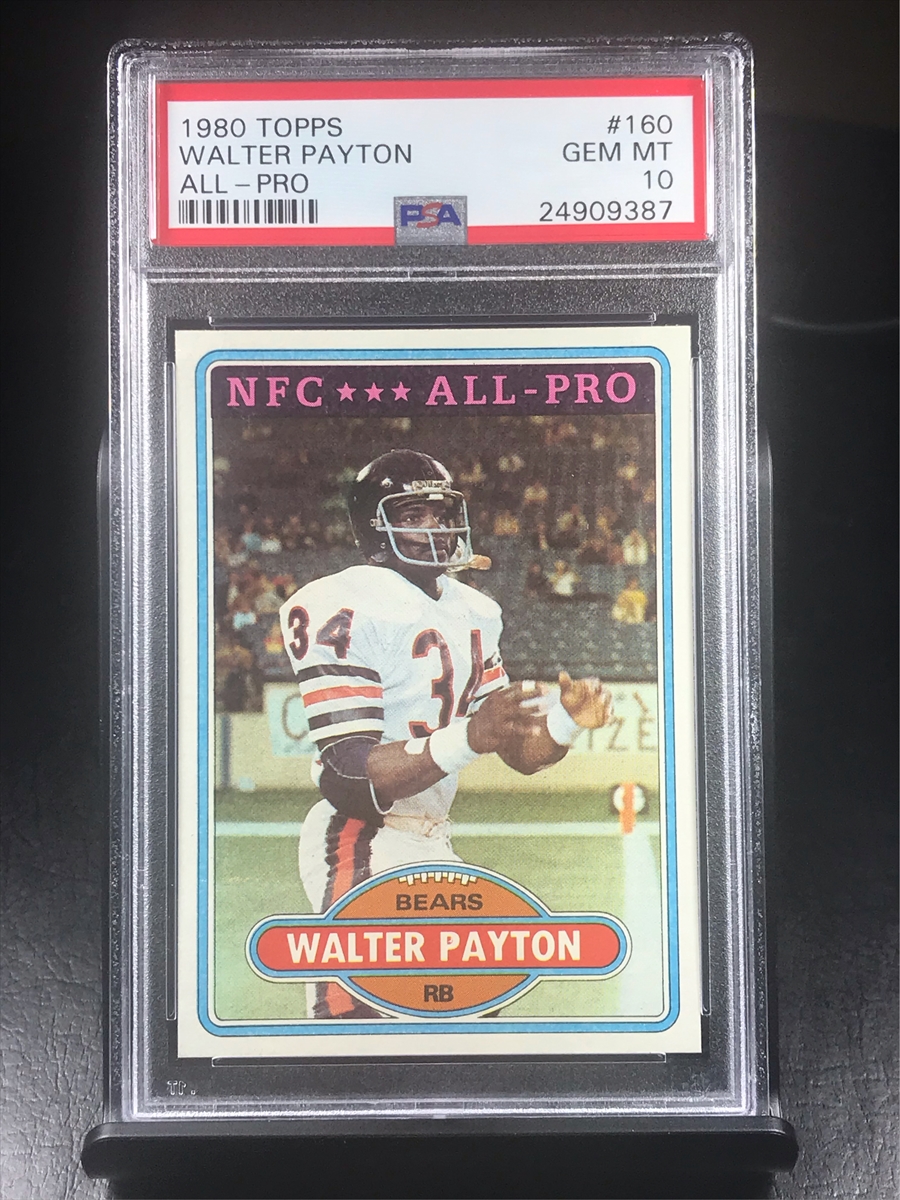 1980 TOPPS #160
WALTER PAYTON GEM MT
ALL - PRO 10
PSA 24909387
NFC ★★★ ALL-PRO
34 34
BEARS
WALTER PAYTON
RB